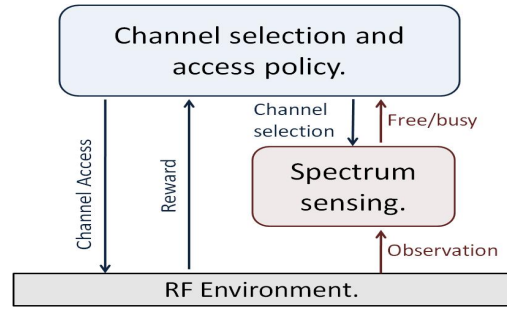 Channel selection and
access policy.
Channel
selection
Free/busy
Channel Access
Reward
Spectrum
sensing.
Observation
RF Environment.